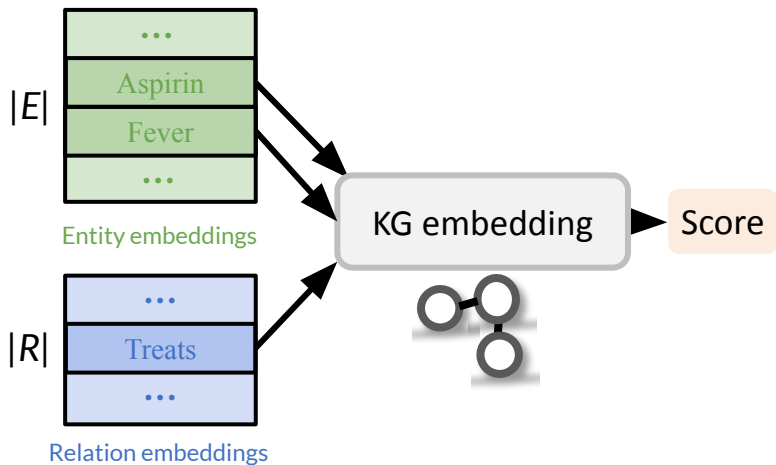 ...
Aspirin
|E|
Fever
...
Entity embeddings
KG embedding
Score
...
|R|
Treats
...
Relation embeddings